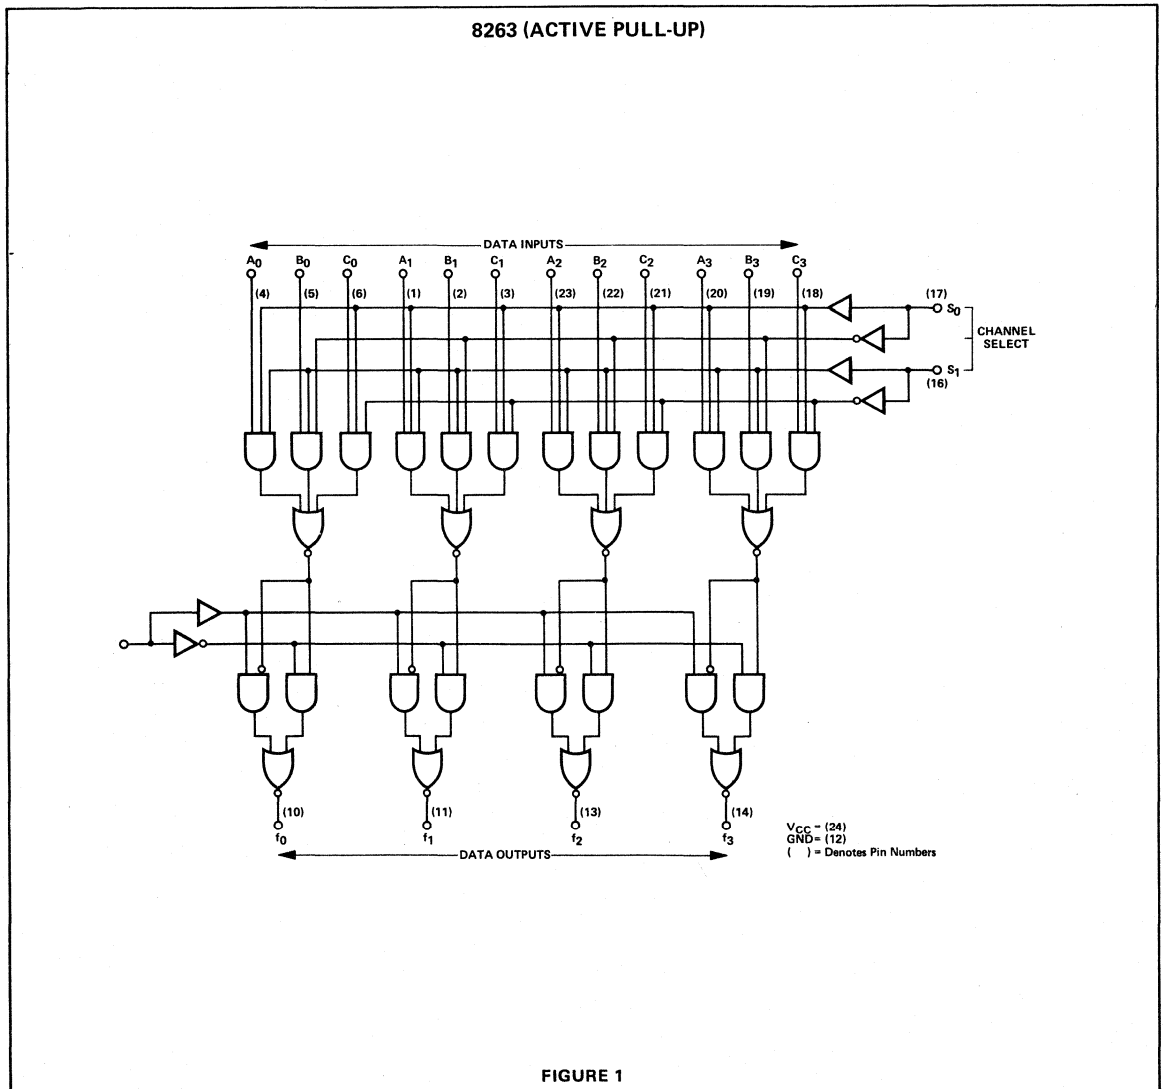 8263 (ACTIVE PULL-UP)
DATA INPUTS
A0 B0 C0 A1 B1 C1 A2 B2 C2 A3 B3 C3
(4) (5) (6) (1) (2) (3) (23) (22) (21) (20) (19) (18)
(17)
S0
CHANNEL
SELECT
S1
(16)
(10) (11) (13) (14)
f0 f1 f2 f3
DATA OUTPUTS
VCC = (24)
GND = (12)
( ) = Denotes Pin Numbers
FIGURE 1